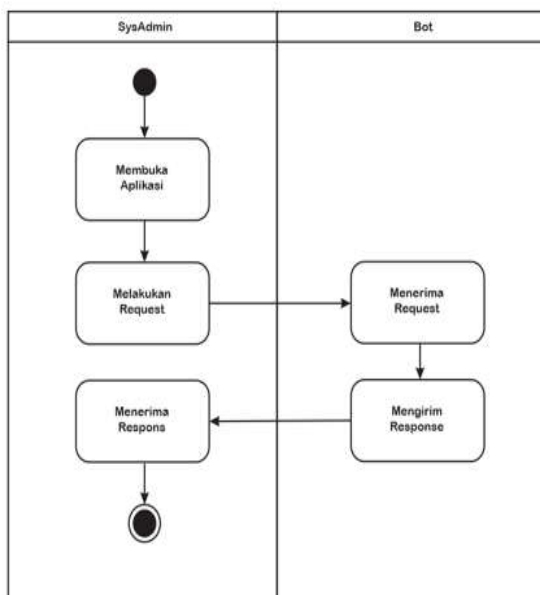 SysAdmin
Bot
Membuka
Aplikasi
Melakukan
Request
Menerima
Request
Menerima
Respons
Mengirim
Response